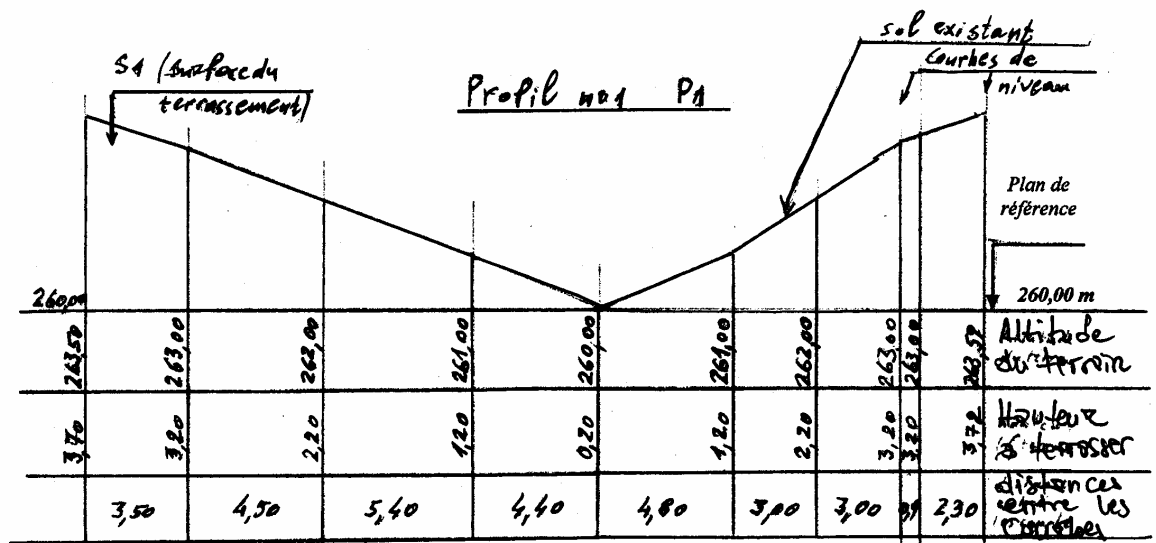 sol existant
Courbes de
niveau
S1 (Surface du
terrassement)
Profil no1 P1
Plan de
référence
260,00 260,00 m
263,50 263,00 262,00 261,00 260,00 261,00 262,00 263,00 263,00 Altitude
du terrain
3,70 3,20 2,20 1,20 0,20 1,20 2,20 3,20 3,20 3,72 Hauteur
à terrasser
3,50 4,50 5,40 4,40 4,80 3,00 3,00 2,30 distances
entre les
courbes